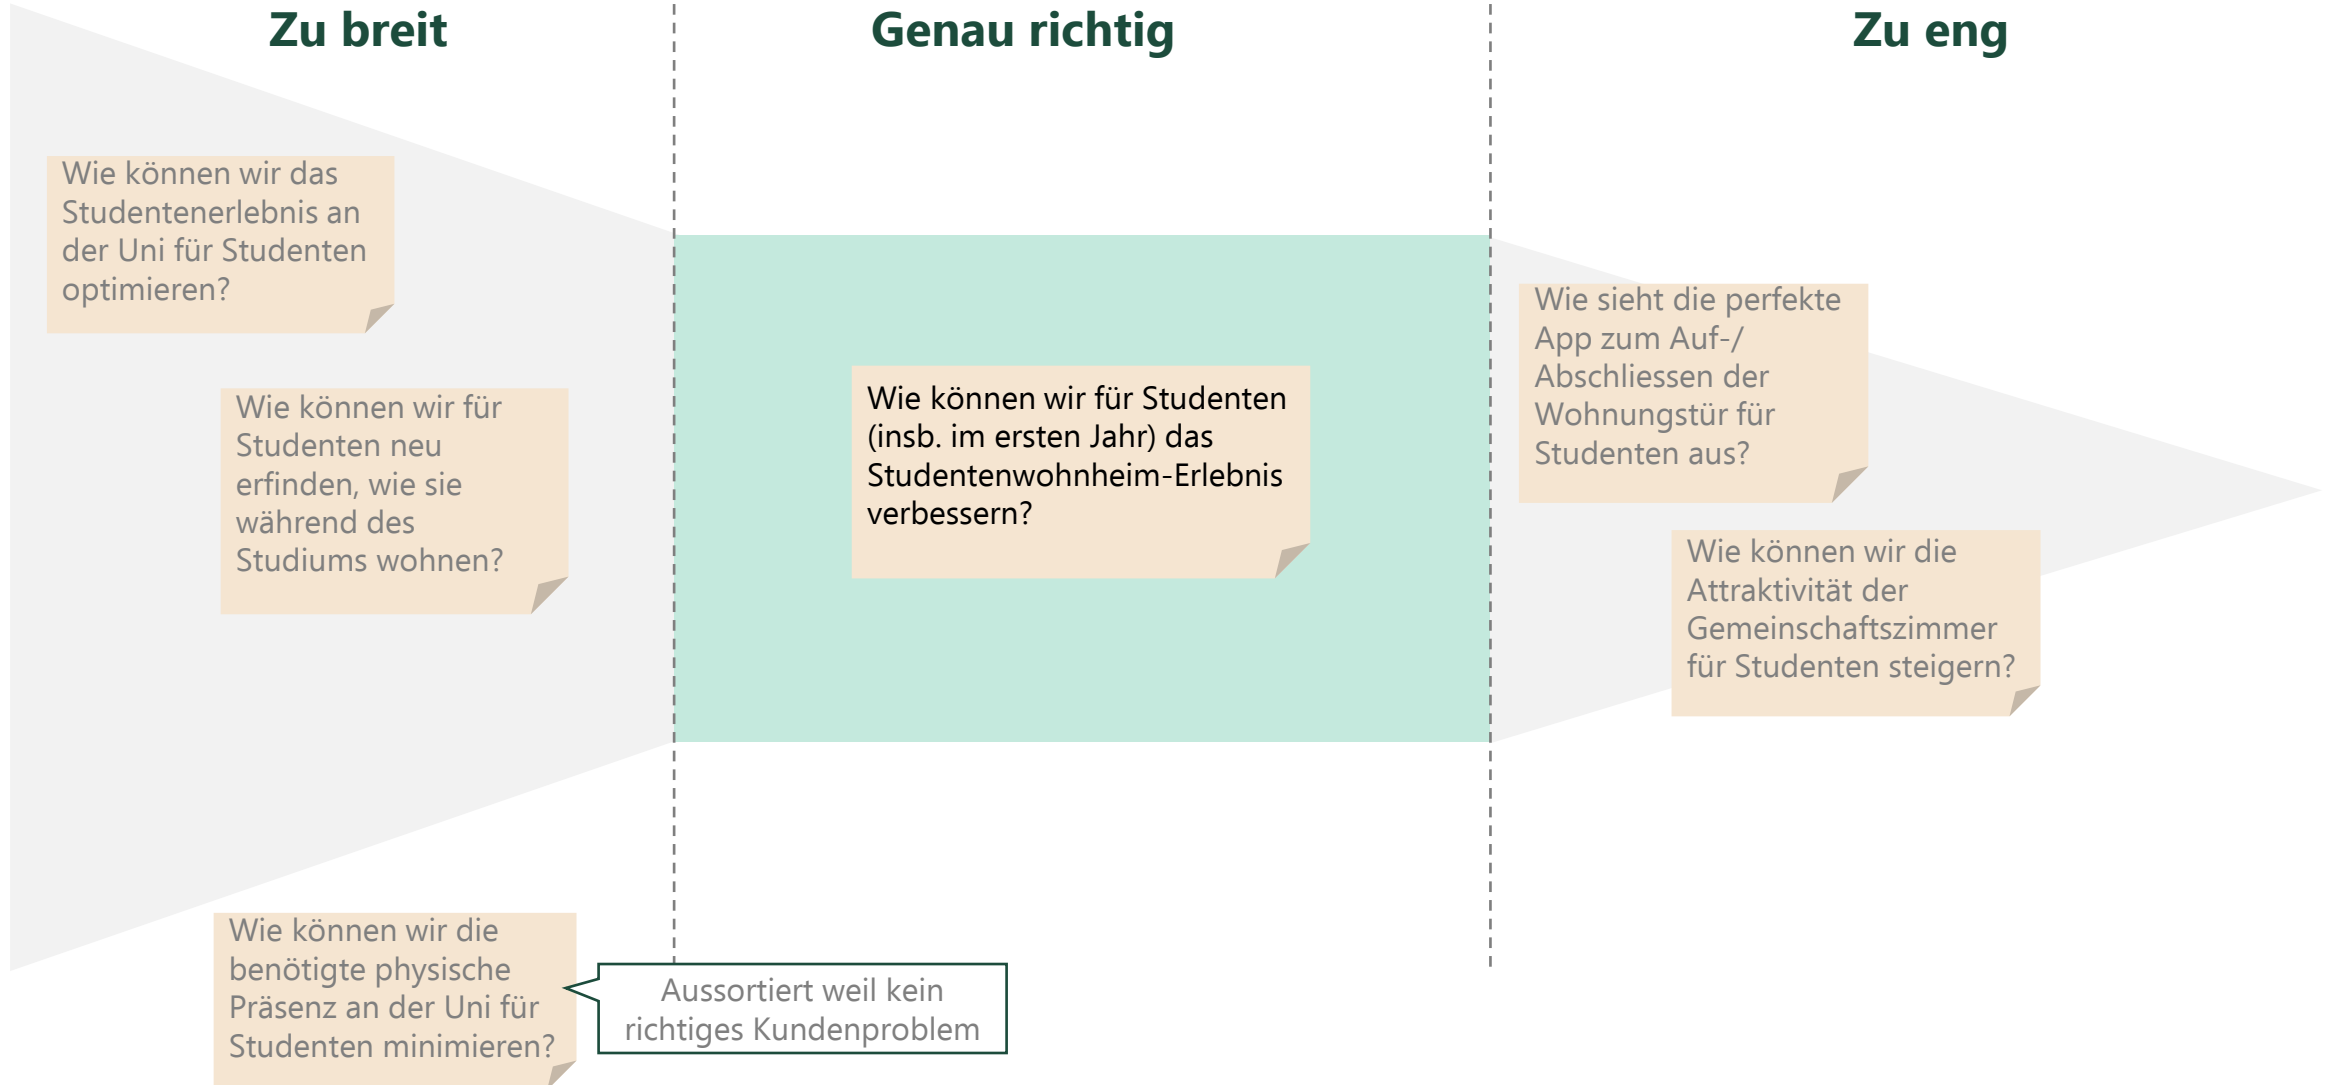 Zu breit
Genau richtig
Zu eng
Wie können wir das
Studentenerlebnis an
der Uni für Studenten
optimieren?
Wie können wir für
Studenten neu
erfinden, wie sie
während des
Studiums wohnen?
Wie können wir für Studenten
(insb. im ersten Jahr) das
Studentenwohnheim-Erlebnis
verbessern?
Wie sieht die perfekte
App zum Auf-/
Abschliessen der
Wohnungstür für
Studenten aus?
Wie können wir die
Attraktivität der
Gemeinschaftszimmer
für Studenten steigern?
Wie können wir die
benötigte physische
Präsenz an der Uni für
Studenten minimieren?
Aussortiert weil kein
richtiges Kundenproblem